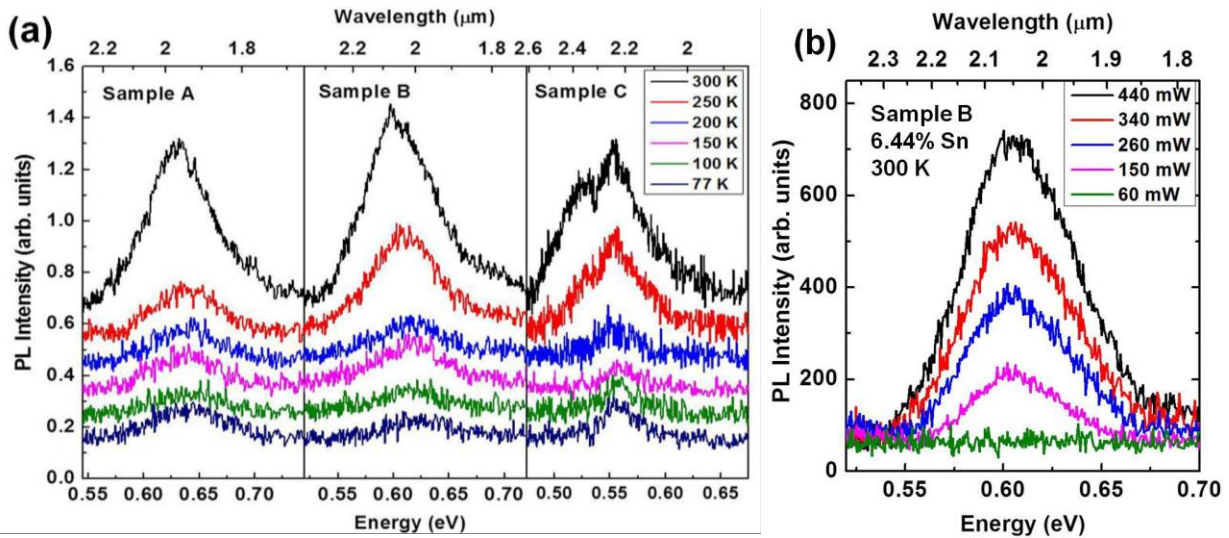 (a)
Wavelength (μm)
2.2 2 1.8 2.2 2 1.8 2.6 2.4 2.2 2
1.6
1.4
1.2
1.0
0.8
0.6
0.4
0.2
0.0
PL Intensity (arb. units)
Sample A
Sample B
Sample C
300 K
250 K
200 K
150 K
100 K
77 K
0.55 0.60 0.65 0.70 0.55 0.60 0.65 0.70 0.50 0.55 0.60 0.65
Energy (eV)
(b)
Wavelength (μm)
2.3 2.2 2.1 2 1.9 1.8
800
600
400
200
0
PL Intensity (arb. units)
Sample B
6.44% Sn
300 K
440 mW
340 mW
260 mW
150 mW
60 mW
0.55 0.60 0.65 0.70
Energy (eV)